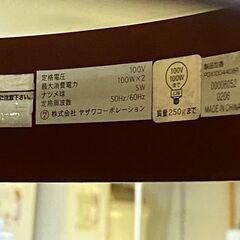 定格電圧 100V
最大消費電力 100W×2
ナツメ球 5W
定格周波数 50Hz/60Hz
株式会社 ヤザワコーポレーション
100V
100W
まで
質量250gまで
製品型番
00006052
0206
MADE IN CHINA